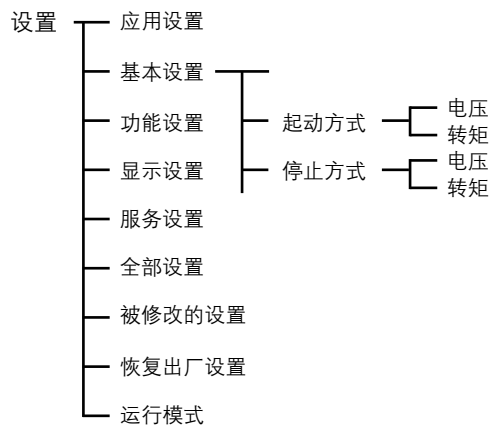 设置
应用设置
基本设置
功能设置
起动方式
电压
转矩
显示设置
停止方式
电压
转矩
服务设置
全部设置
被修改的设置
恢复出厂设置
运行模式